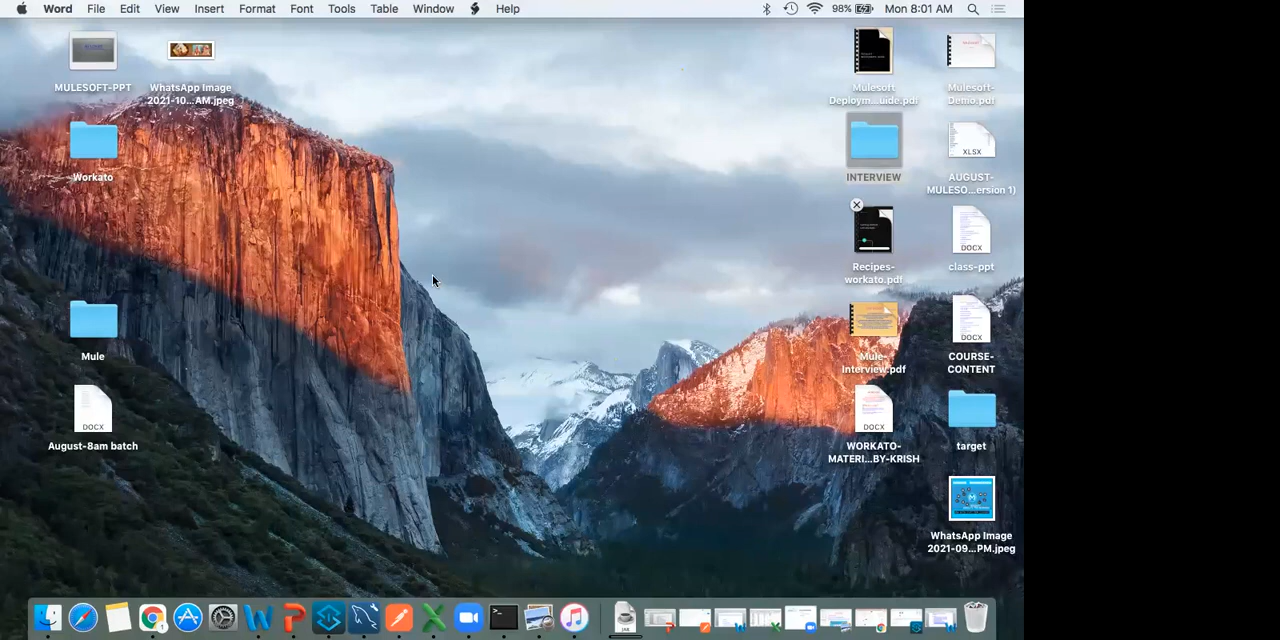 Word File Edit View Insert Format Font Tools Table Window Help 98% Mon 8:01 AM
MULESOFT-PPT
WhatsApp Image
2021-10...AM.jpeg
Mulesoft
Deploym...uide.pdf
Mulesoft-
Demo.pdf
Workato
INTERVIEW
XLSX
AUGUST-
MULESO...ersion 1)
Recipes-
workato.pdf
DOCX
class-ppt
Mule
Mule-
Interview.pdf
DOCX
COURSE-
CONTENT
DOCX
August-8am batch
DOCX
WORKATO-
MATERI...BY-KRISH
target
WhatsApp Image
2021-09...PM.jpeg
JAR